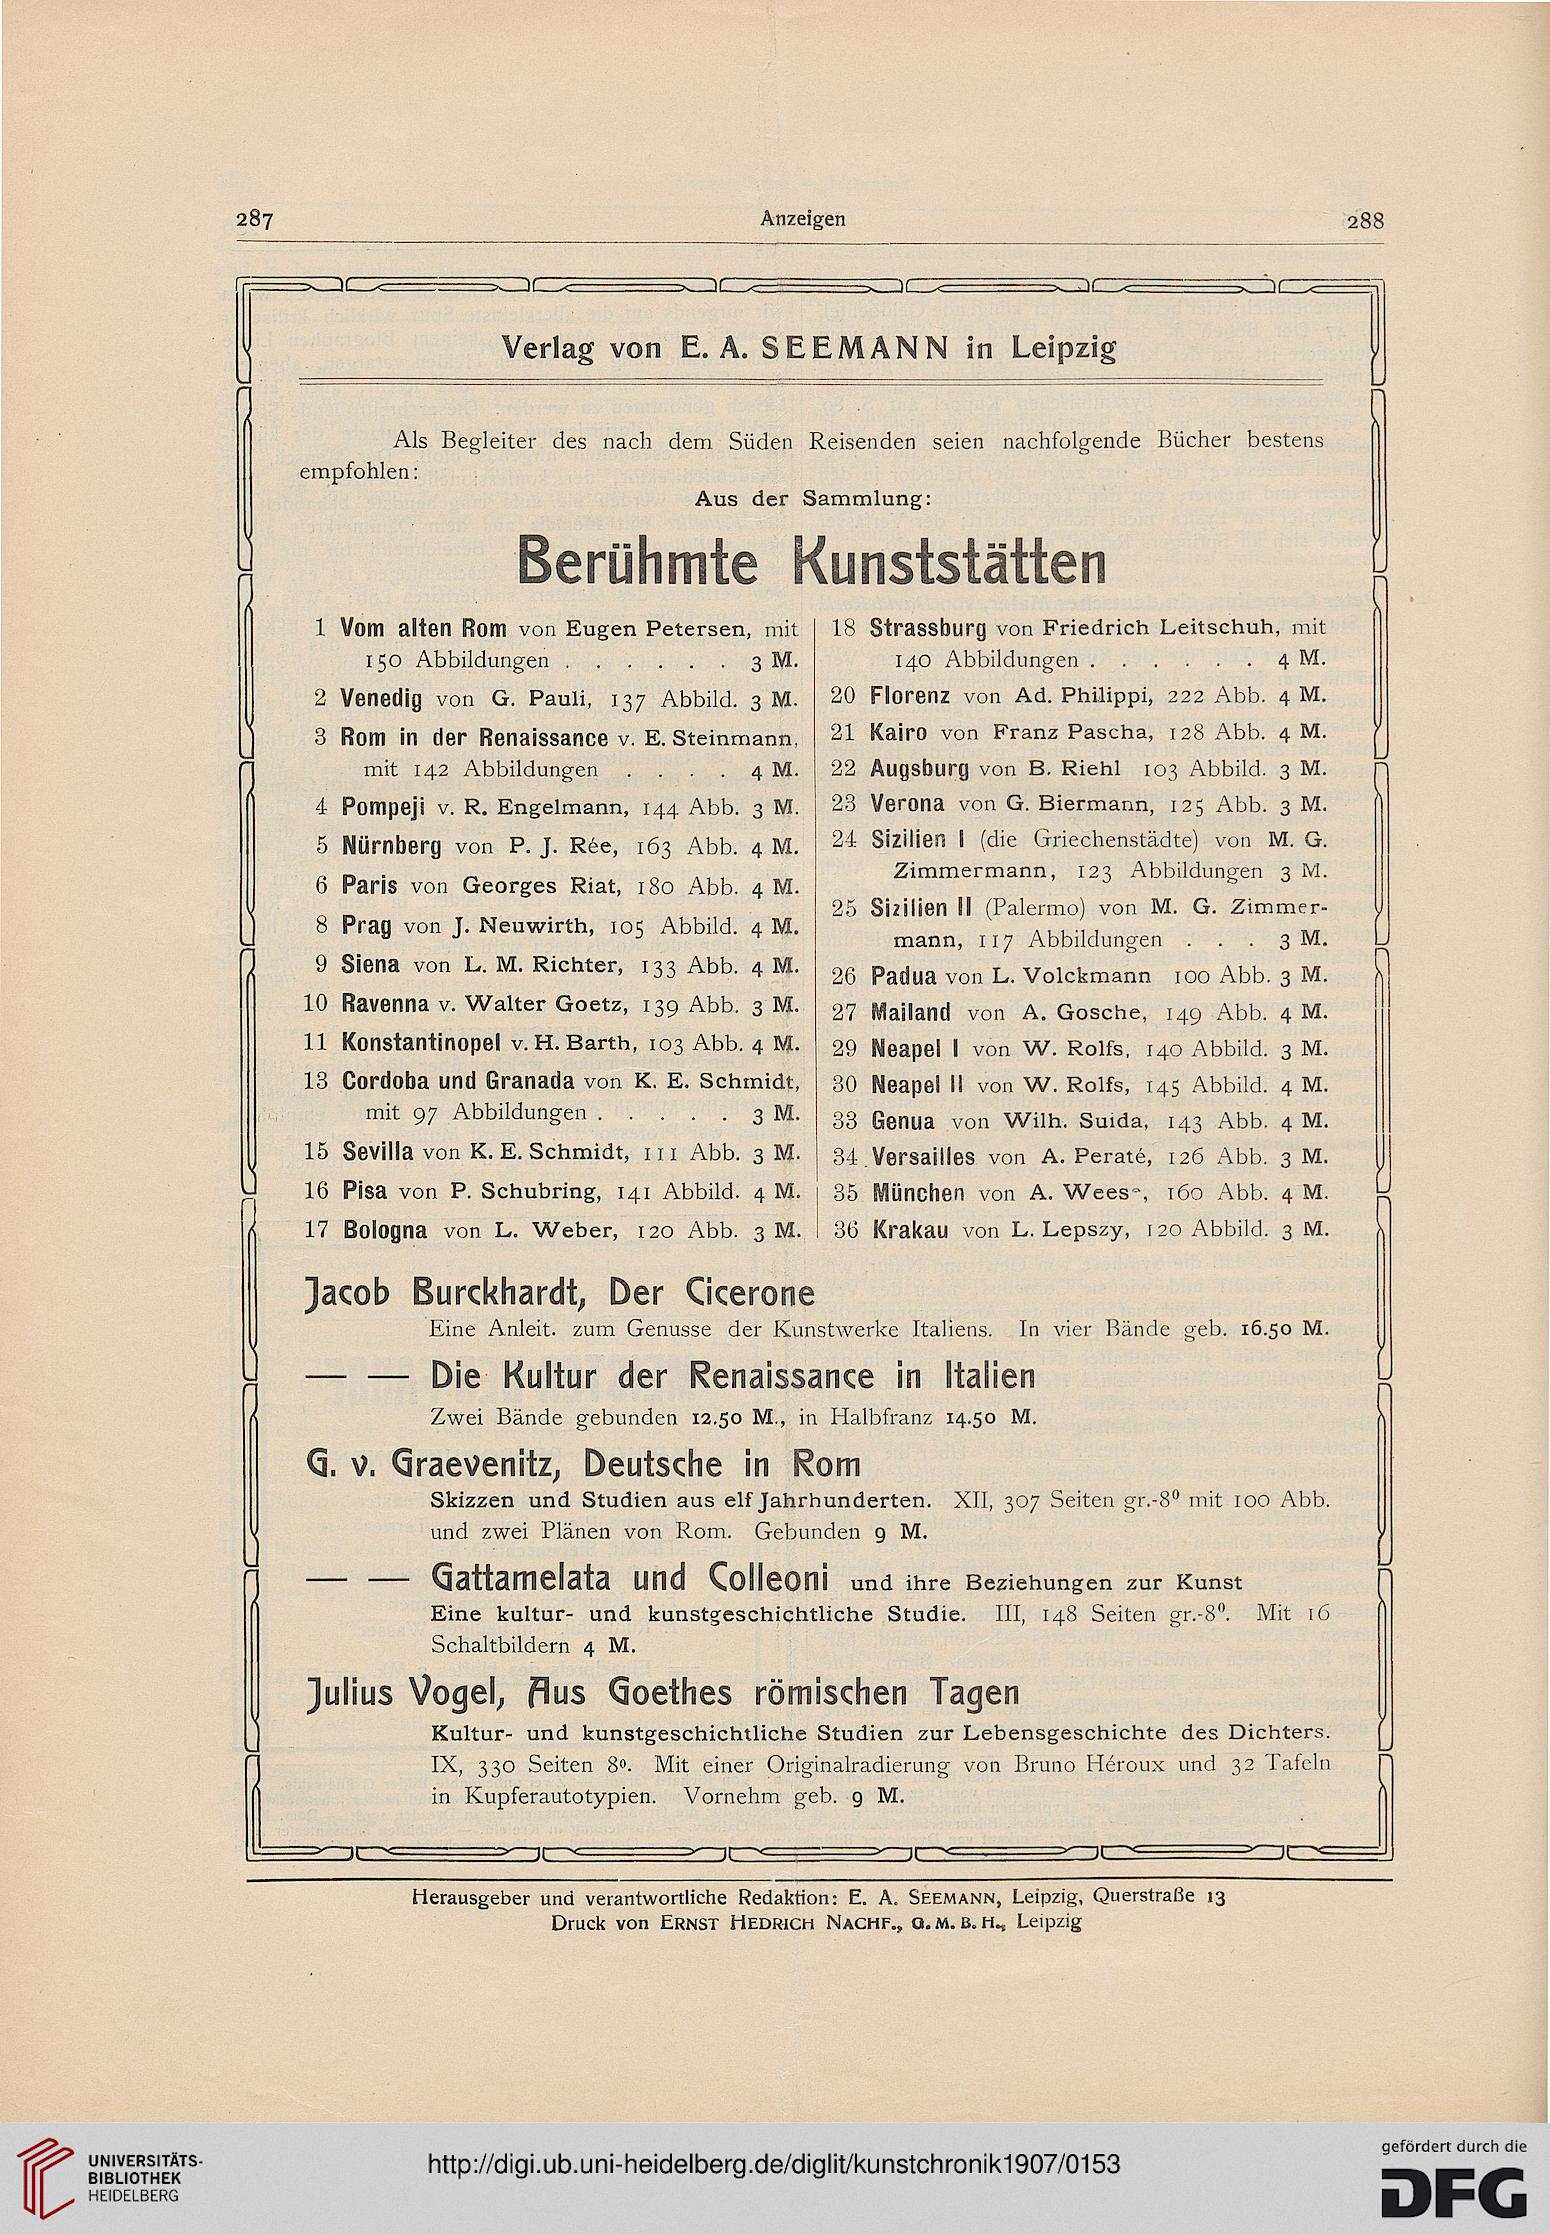 287 Anzeigen 288
Verlag von E. A. SEEMANN in Leipzig
Als Begleiter des nach dem Süden Reisenden seien nachfolgende Bücher bestens
empfohlen:
Aus der Sammlung:
Berühmte Kunststätten
1 Vom alten Rom von Eugen Petersen, mit
150 Abbildungen . . . . . . 3 M.
2 Venedig von G. Pauli, 137 Abbild. 3 M.
3 Rom in der Renaissance v. E. Steinmann,
mit 142 Abbildungen . . . . 4 M.
4 Pompeji v. R. Engelmann, 144 Abb. 3 M.
5 Nürnberg von P. J. Rée, 163 Abb. 4 M.
6 Paris von Georges Riat, 180 Abb. 4 M.
8 Prag von J. Neuwirth, 105 Abbild. 4 M.
9 Siena von L. M. Richter, 133 Abb. 4 M.
10 Ravenna v. Walter Goetz, 139 Abb. 3 M.
11 Konstantinopel v. H. Barth, 103 Abb. 4 M.
13 Cordoba und Granada von K. E. Schmidt,
mit 97 Abbildungen . . . . . 3 M.
15 Sevilla von K. E. Schmidt, 111 Abb. 3 M.
16 Pisa von P. Schubring, 141 Abbild. 4 M.
17 Bologna von L. Weber, 120 Abb. 3 M.
18 Strassburg von Friedrich Leitschuh, mit
140 Abbildungen . . . . . . 4 M.
20 Florenz von Ad. Philippi, 222 Abb. 4 M.
21 Kairo von Franz Pascha, 128 Abb. 4 M.
22 Augsburg von B. Riehl 103 Abbild. 3 M.
23 Verona von G. Biermann, 125 Abb. 3 M.
24 Sizilien I (die Griechenstädte) von M. G.
Zimmermann, 123 Abbildungen 3 M.
25 Sizilien II (Palermo) von M. G. Zimmer-
mann, 117 Abbildungen . . . 3 M.
26 Padua von L. Volckmann 100 Abb. 3 M.
27 Mailand von A. Gosche, 149 Abb. 4 M.
29 Neapel I von W. Rolfs, 140 Abbild. 3 M.
30 Neapel II von W. Rolfs, 145 Abbild. 4 M.
33 Genua von Wilh. Suida, 143 Abb. 4 M.
34 Versailles von A. Peraté, 126 Abb. 3 M.
35 München von A. 160 Abb. 4 M.
36 Krakau von L. Lepszy, 120 Abbild. 3 M.
Jacob Burckhardt, Der Cicerone
Eine Anleit. zum Genusse der Kunstwerke Italiens. In vier Bände geb. 16.50 M.
— — Die Kultur der Renaissance in Italien
Zwei Bände gebunden 12.50 M., in Halbfranz 14.50 M.
G. v. Graevenitz, Deutsche in Rom
Skizzen und Studien aus elf Jahrhunderten. XII, 307 Seiten gr.-8⁰ mit 100 Abb.
und zwei Plänen von Rom. Gebunden 9 M.
— — Gattamelata und Colleoni und ihre Beziehungen zur Kunst
Eine kultur- und kunstgeschichtliche Studie. III, 148 Seiten gr.-8⁰. Mit 16
Schaltbildern 4 M.
Julius Vogel, Aus Goethes römischen Tagen
Kultur- und kunstgeschichtliche Studien zur Lebensgeschichte des Dichters.
IX, 330 Seiten 8⁰. Mit einer Originalradierung von Bruno Héroux und 32 Tafeln
in Kupferautotypien. Vornehm geb. 9 M.
Herausgeber und verantwortliche Redaktion: E. A. SEEMANN, Leipzig, Querstraße 13
Druck von ERNST HEDRICH NACHF., G.M.B.H., Leipzig
UNIVERSITÄTS-
BIBLIOTHEK
HEIDELBERG
http://digi.ub.uni-heidelberg.de/diglit/kunstchronik1907/0153
gefördert durch die
DFG